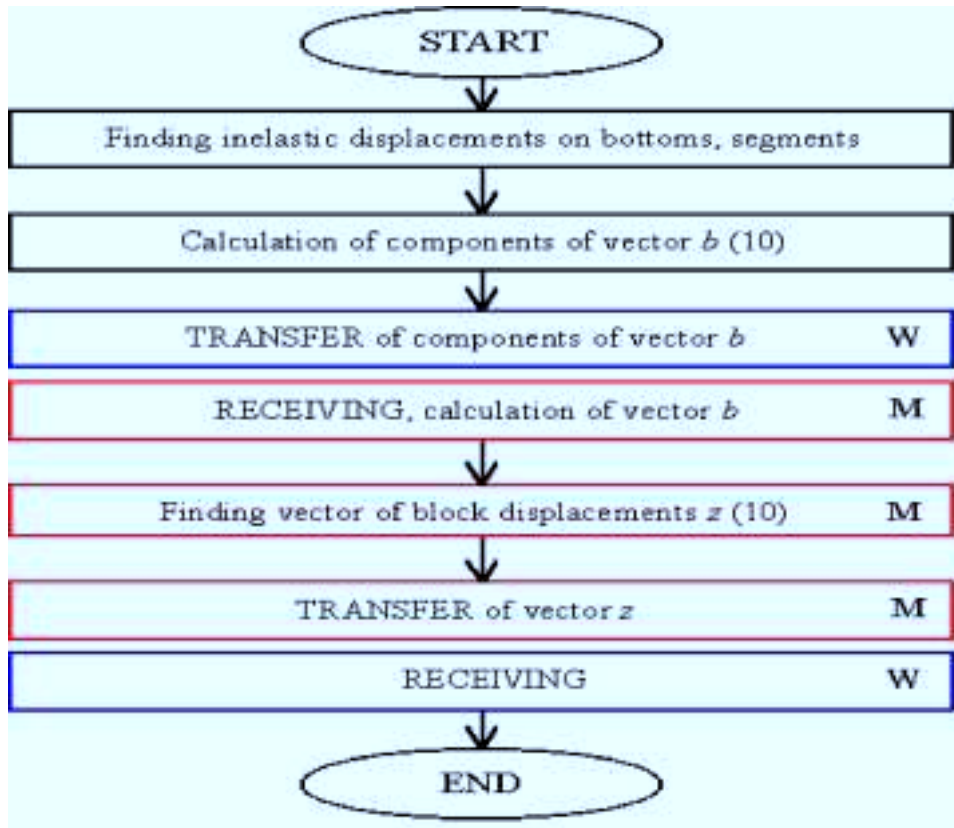 START
Finding inelastic displacements on bottoms, segments
Calculation of components of vector b (10)
TRANSFER of components of vector b W
RECEIVING, calculation of vector b M
Finding vector of block displacements z (10) M
TRANSFER of vector z M
RECEIVING W
END